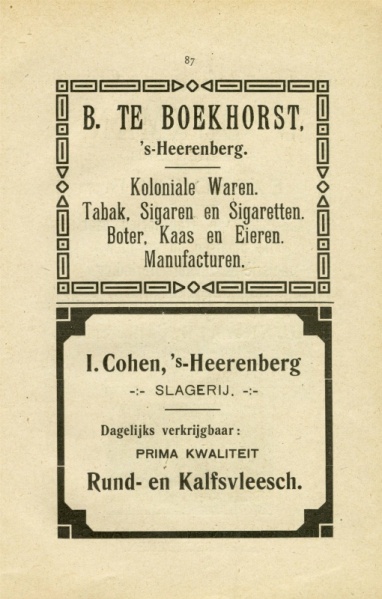 87
B. TE BOEKHORST,
's-Heerenberg.
Koloniale Waren.
Tabak, Sigaren en Sigaretten.
Boter, Kaas en Eieren.
Manufacturen.
I. Cohen, 's-Heerenberg
-:- SLAGERIJ. -:-
Dagelijks verkrijgbaar:
PRIMA KWALITEIT
Rund- en Kalfsvleesch.